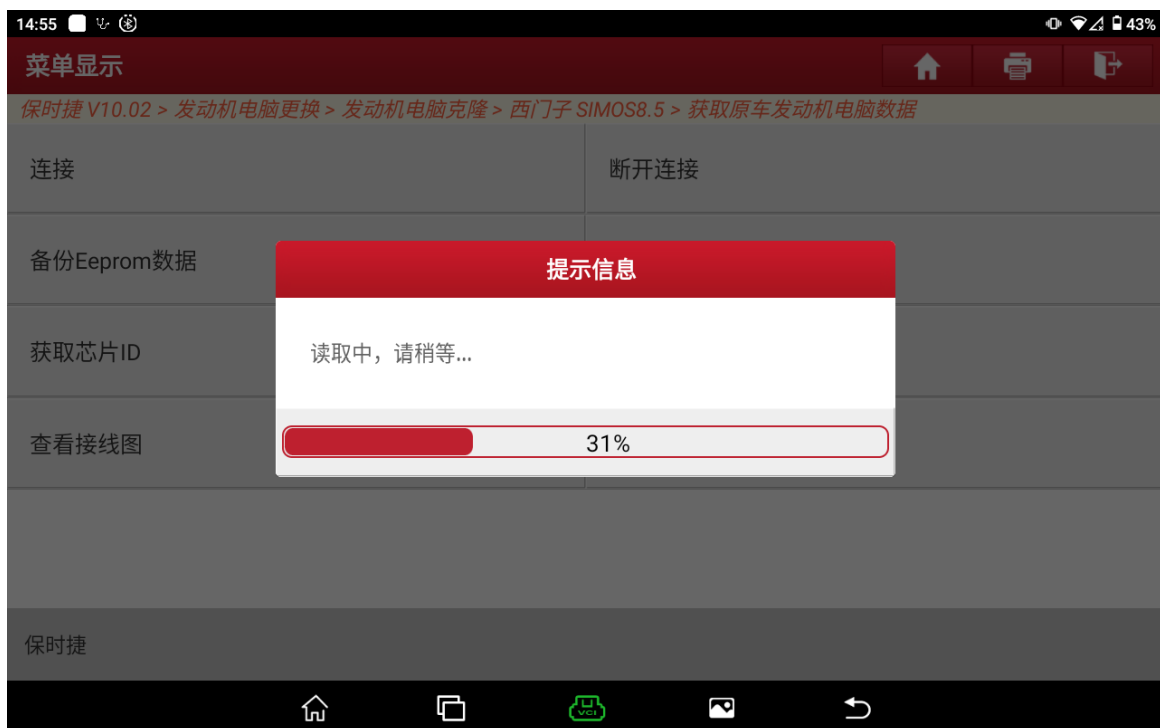 14:55
43%
菜单显示
保时捷 V10.02 > 发动机电脑更换 > 发动机电脑克隆 > 西门子 SIMOS8.5 > 获取原车发动机电脑数据
连接
断开连接
备份Eeprom数据
提示信息
获取芯片ID
读取中，请稍等...
查看接线图
31%
保时捷
VCI